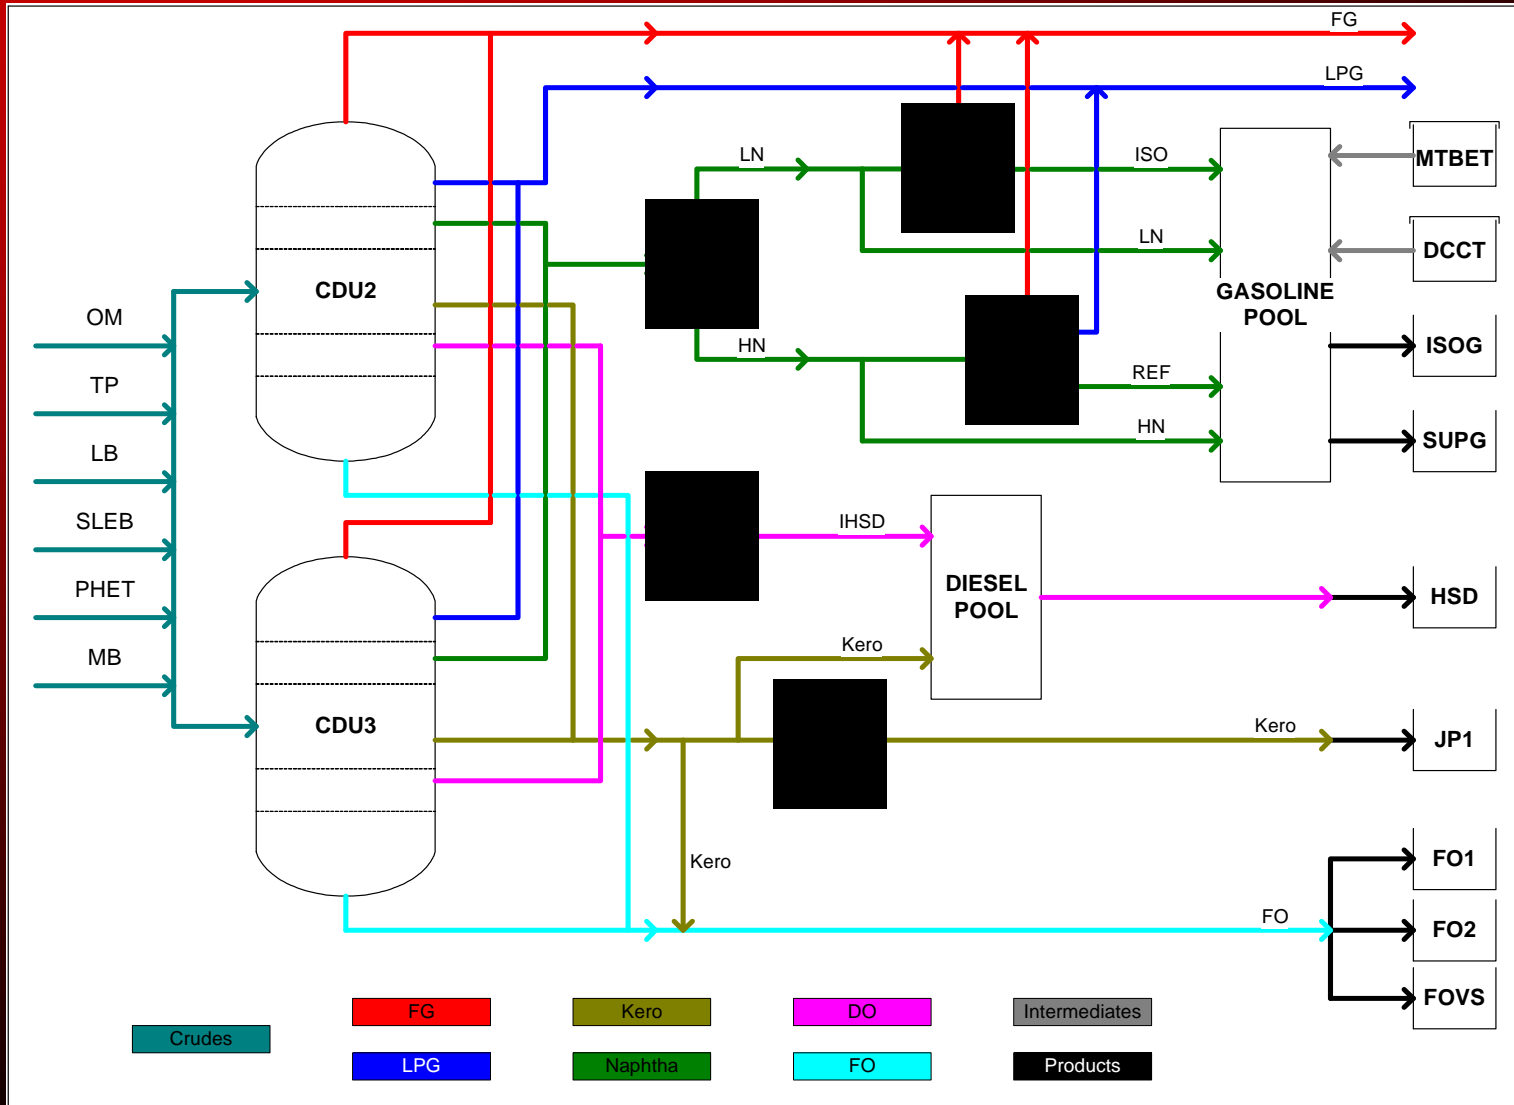 FG
LPG
LN
ISO
MTBET
LN
DCCT
CDU2
GASOLINE
POOL
OM
HN
ISOG
TP
REF
HN
SUPG
LB
SLEB
IHSD
PHET
DIESEL
POOL
HSD
MB
Kero
CDU3
Kero
JP1
Kero
FO1
FO
FO2
FOVS
FG
Kero
DO
Intermediates
Crudes
LPG
Naphtha
FO
Products